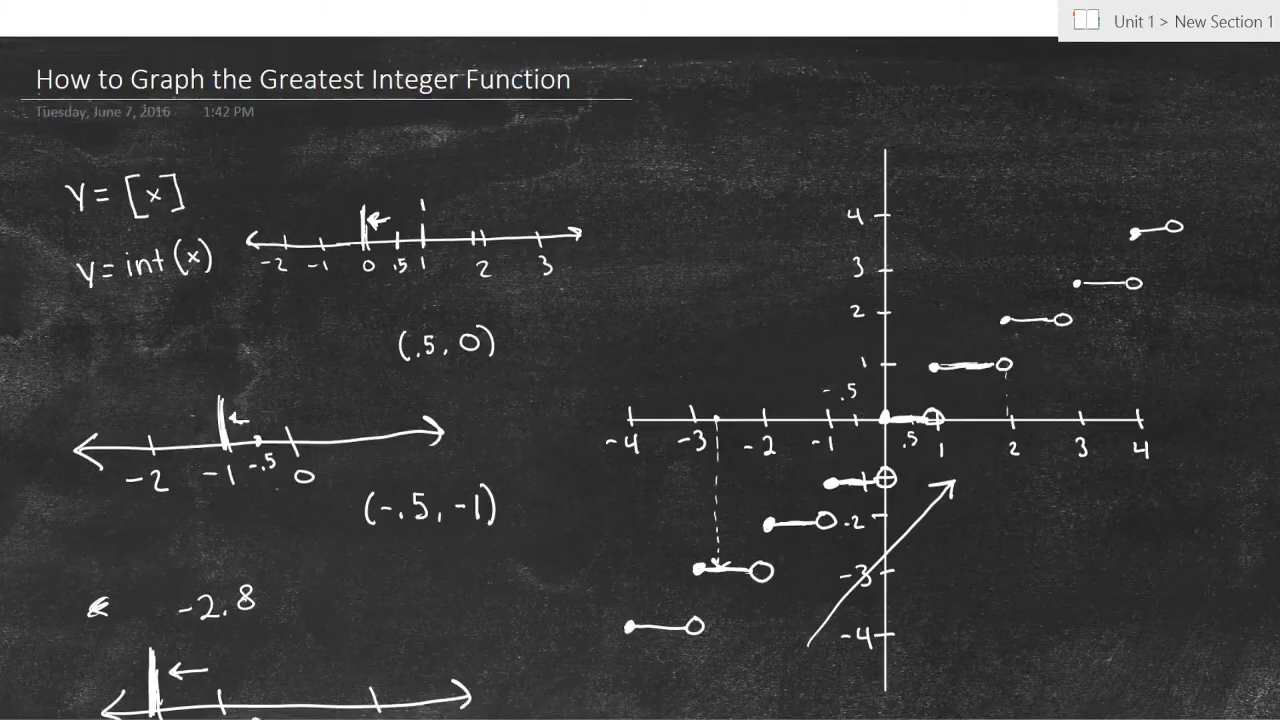 Unit 1 > New Section 1
How to Graph the Greatest Integer Function
Tuesday, June 7, 2016 1:42 PM
y = [x]
y = int(x)
-2 -1 0 .5 1 2 3
(.5, 0)
-2 -1 -.5 0
(-.5, -1)
-2.8
4
3
2
1
-.5
-4 -3 -2 -1 .5 1 2 3 4
-1
-2
-3
-4